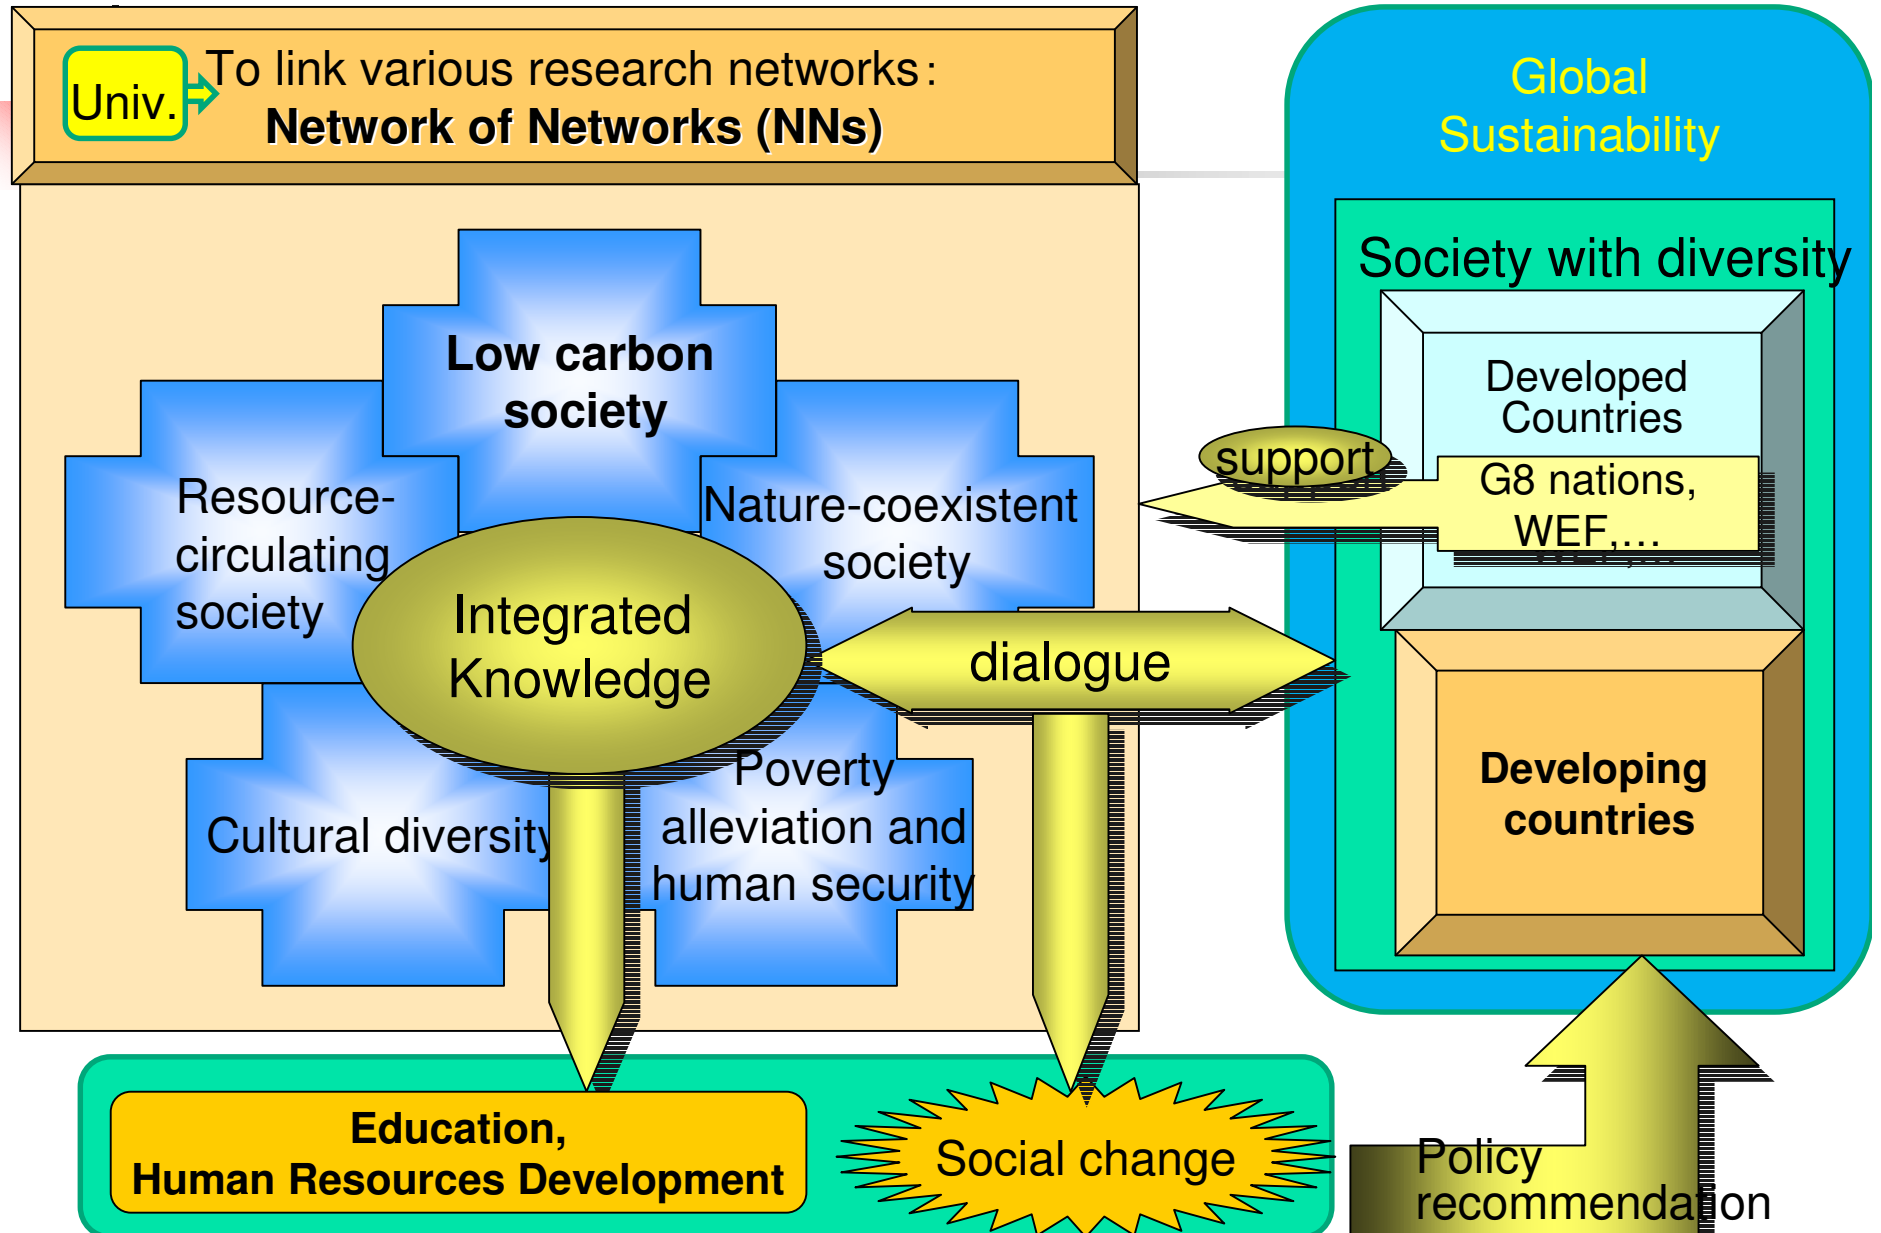 Univ.
To link various research networks:
Network of Networks (NNs)
Global
Sustainability
Society with diversity
Low carbon
society
Resource-
circulating
society
Nature-coexistent
society
Integrated
Knowledge
Cultural diversity
Poverty
alleviation and
human security
dialogue
support
Developed
Countries
G8 nations,
WEF,…
Developing
countries
Education,
Human Resources Development
Social change
Policy
recommendation